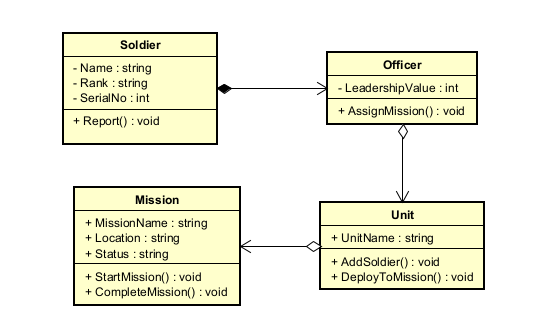 Soldier
- Name : string
- Rank : string
- SerialNo : int
+ Report() : void
Officer
- LeadershipValue : int
+ AssignMission() : void
Mission
+ MissionName : string
+ Location : string
+ Status : string
+ StartMission() : void
+ CompleteMission() : void
Unit
+ UnitName : string
+ AddSoldier() : void
+ DeployToMission() : void